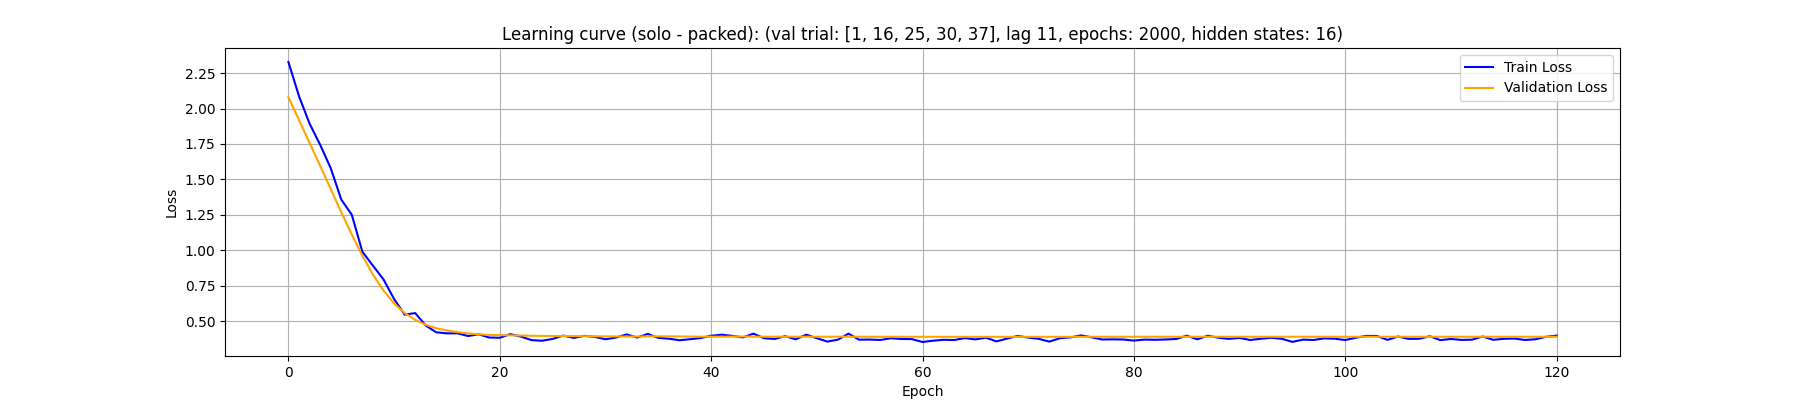 Learning curve (solo - packed): (val trial: [1, 16, 25, 30, 37], lag 11, epochs: 2000, hidden states: 16)
Train Loss
Validation Loss
2.25
2.00
1.75
1.50
1.25
1.00
0.75
0.50
Loss
0 20 40 60 80 100 120
Epoch